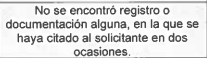 No se encontró registro o
documentación alguna, en la que se
haya citado al solicitante en dos
ocasiones.